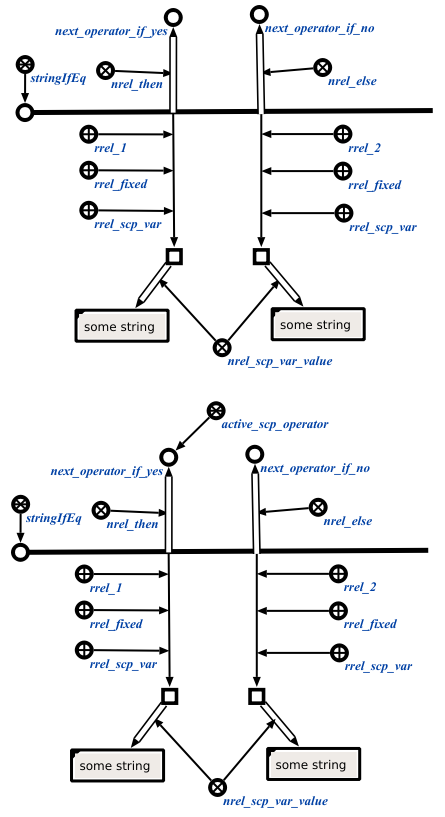 next_operator_if_yes
next_operator_if_no
stringIfEq
nrel_then
nrel_else
rrel_1
rrel_2
rrel_fixed
rrel_fixed
rrel_scp_var
rrel_scp_var
some string
some string
nrel_scp_var_value
active_scp_operator
next_operator_if_yes
next_operator_if_no
stringIfEq
nrel_then
nrel_else
rrel_1
rrel_2
rrel_fixed
rrel_fixed
rrel_scp_var
rrel_scp_var
some string
some string
nrel_scp_var_value